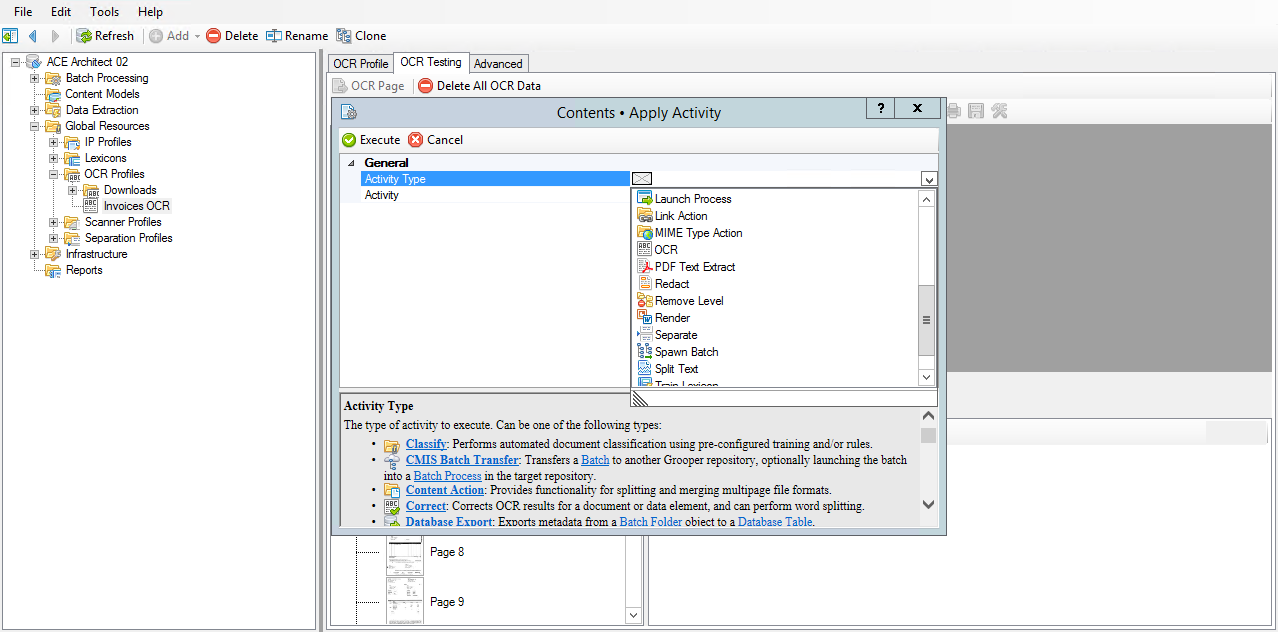 File Edit Tools Help
Refresh Add Delete Rename Clone
ACE Architect 02
Batch Processing
Content Models
Data Extraction
Global Resources
IP Profiles
Lexicons
OCR Profiles
Downloads
Invoices OCR
Scanner Profiles
Separation Profiles
Infrastructure
Reports
OCR Profile OCR Testing Advanced
OCR Page Delete All OCR Data
Contents • Apply Activity ? X
Execute Cancel
General
Activity Type
Activity
Launch Process
Link Action
MIME Type Action
OCR
PDF Text Extract
Redact
Remove Level
Render
Separate
Spawn Batch
Split Text
Train Lexicon
Activity Type
The type of activity to execute. Can be one of the following types:
• Classify: Performs automated document classification using pre-configured training and/or rules.
• CMIS Batch Transfer: Transfers a Batch to another Grooper repository, optionally launching the batch
into a Batch Process in the target repository.
• Content Action: Provides functionality for splitting and merging multipage file formats.
• Correct: Corrects OCR results for a document or data element, and can perform word splitting.
• Database Export: Exports metadata from a Batch Folder object to a Database Table.
Page 8
Page 9